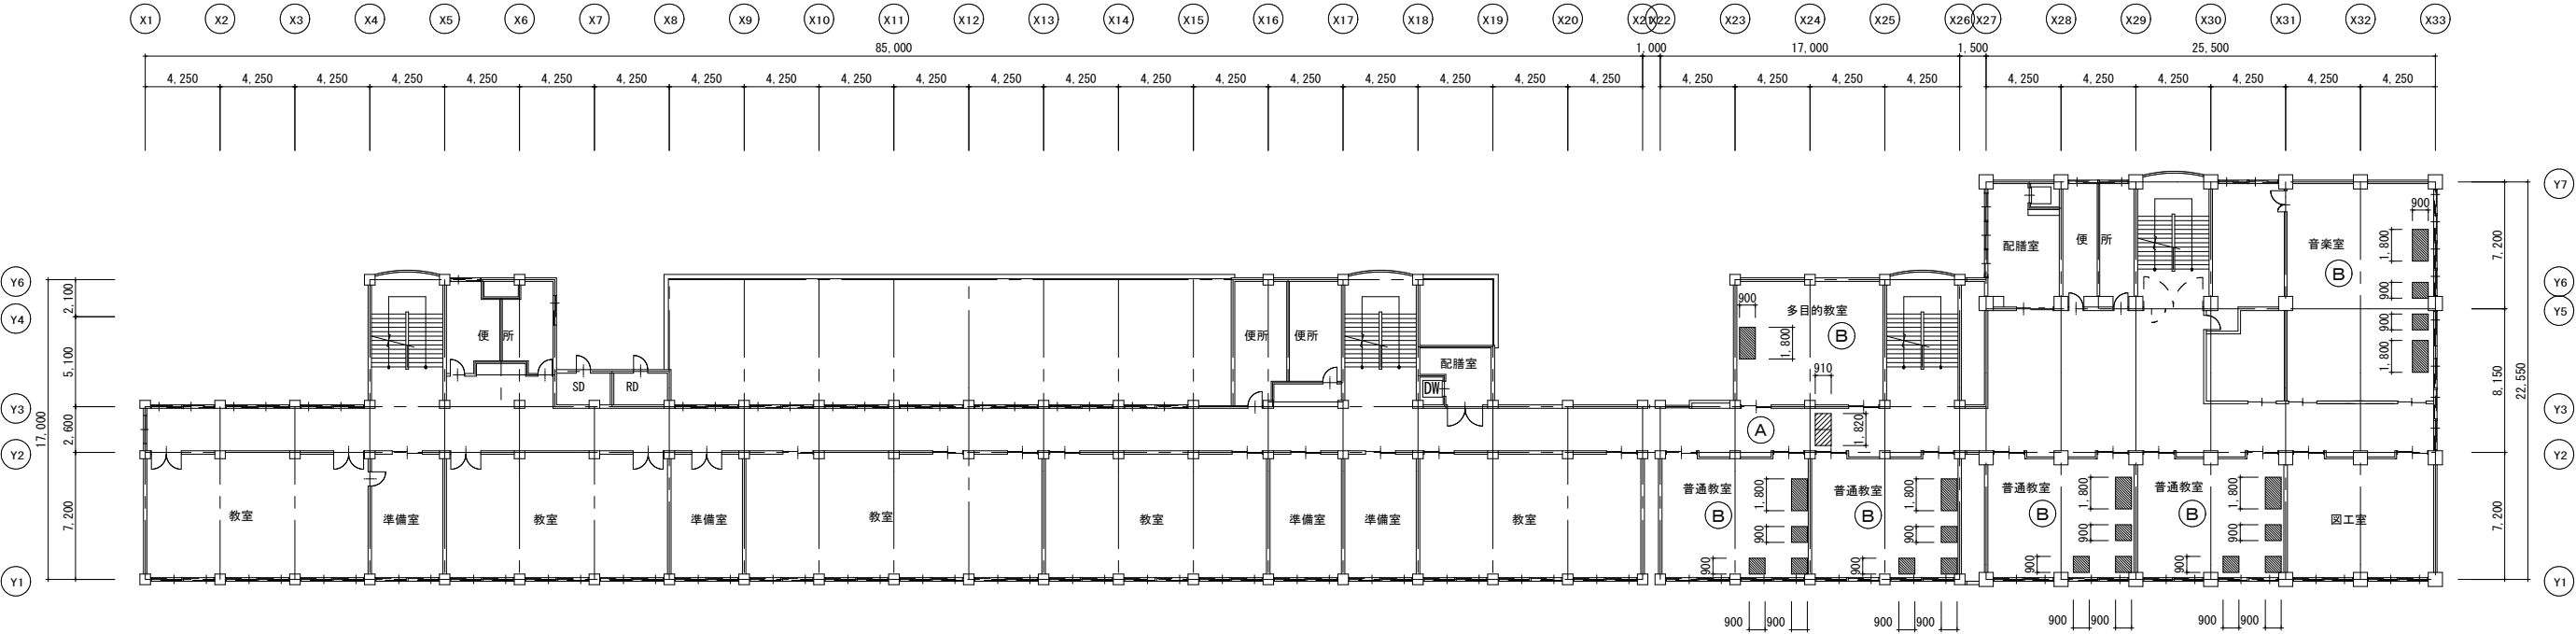 X1 X2 X3 X4 X5 X6 X7 X8 X9 X10 X11 X12 X13 X14 X15 X16 X17 X18 X19 X20 X21 X22 X23 X24 X25 X26 X27 X28 X29 X30 X31 X32 X33
85,000 1,000 17,000 1,500 25,500
4,250 4,250 4,250 4,250 4,250 4,250 4,250 4,250 4,250 4,250 4,250 4,250 4,250 4,250 4,250 4,250 4,250 4,250 4,250 4,250 4,250 4,250 4,250 4,250 4,250 4,250 4,250 4,250 4,250 4,250
Y7
900
配膳室 便 所 1,800 音楽室 7,200
B
Y6 2,100 900 Y6
900 多目的教室 900 Y5
Y4 便 所 便所 便所 1,800 B 1,800
5,100 配膳室 910
SD RD DW 8,150 22,550
Y3 Y3
17,000 2,600 A 1,820
Y2 Y2
普通教室 1,800 普通教室 1,800 普通教室 1,800 普通教室 1,800
7,200 教室 準備室 教室 準備室 教室 教室 準備室 準備室 教室 B B B B 図工室 7,200
900 900 900 900
900 900 900 900
Y1 Y1
900 900 900 900 900 900 900 900